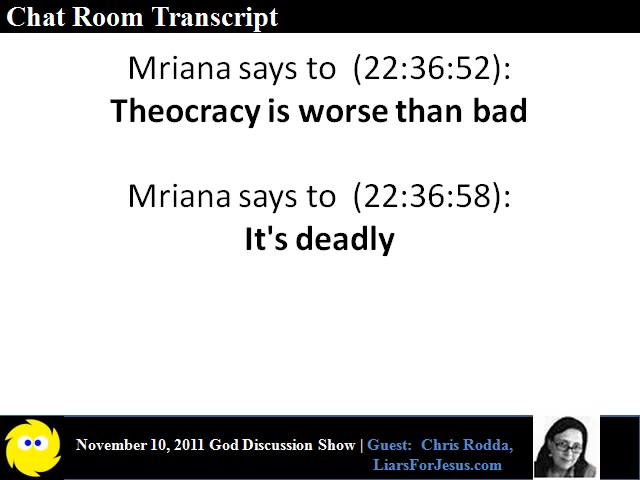 Chat Room Transcript
Mriana says to  (22:36:52):
Theocracy is worse than bad
Mriana says to  (22:36:58):
It's deadly
November 10, 2011 God Discussion Show | Guest:  Chris Rodda,
LiarsForJesus.com